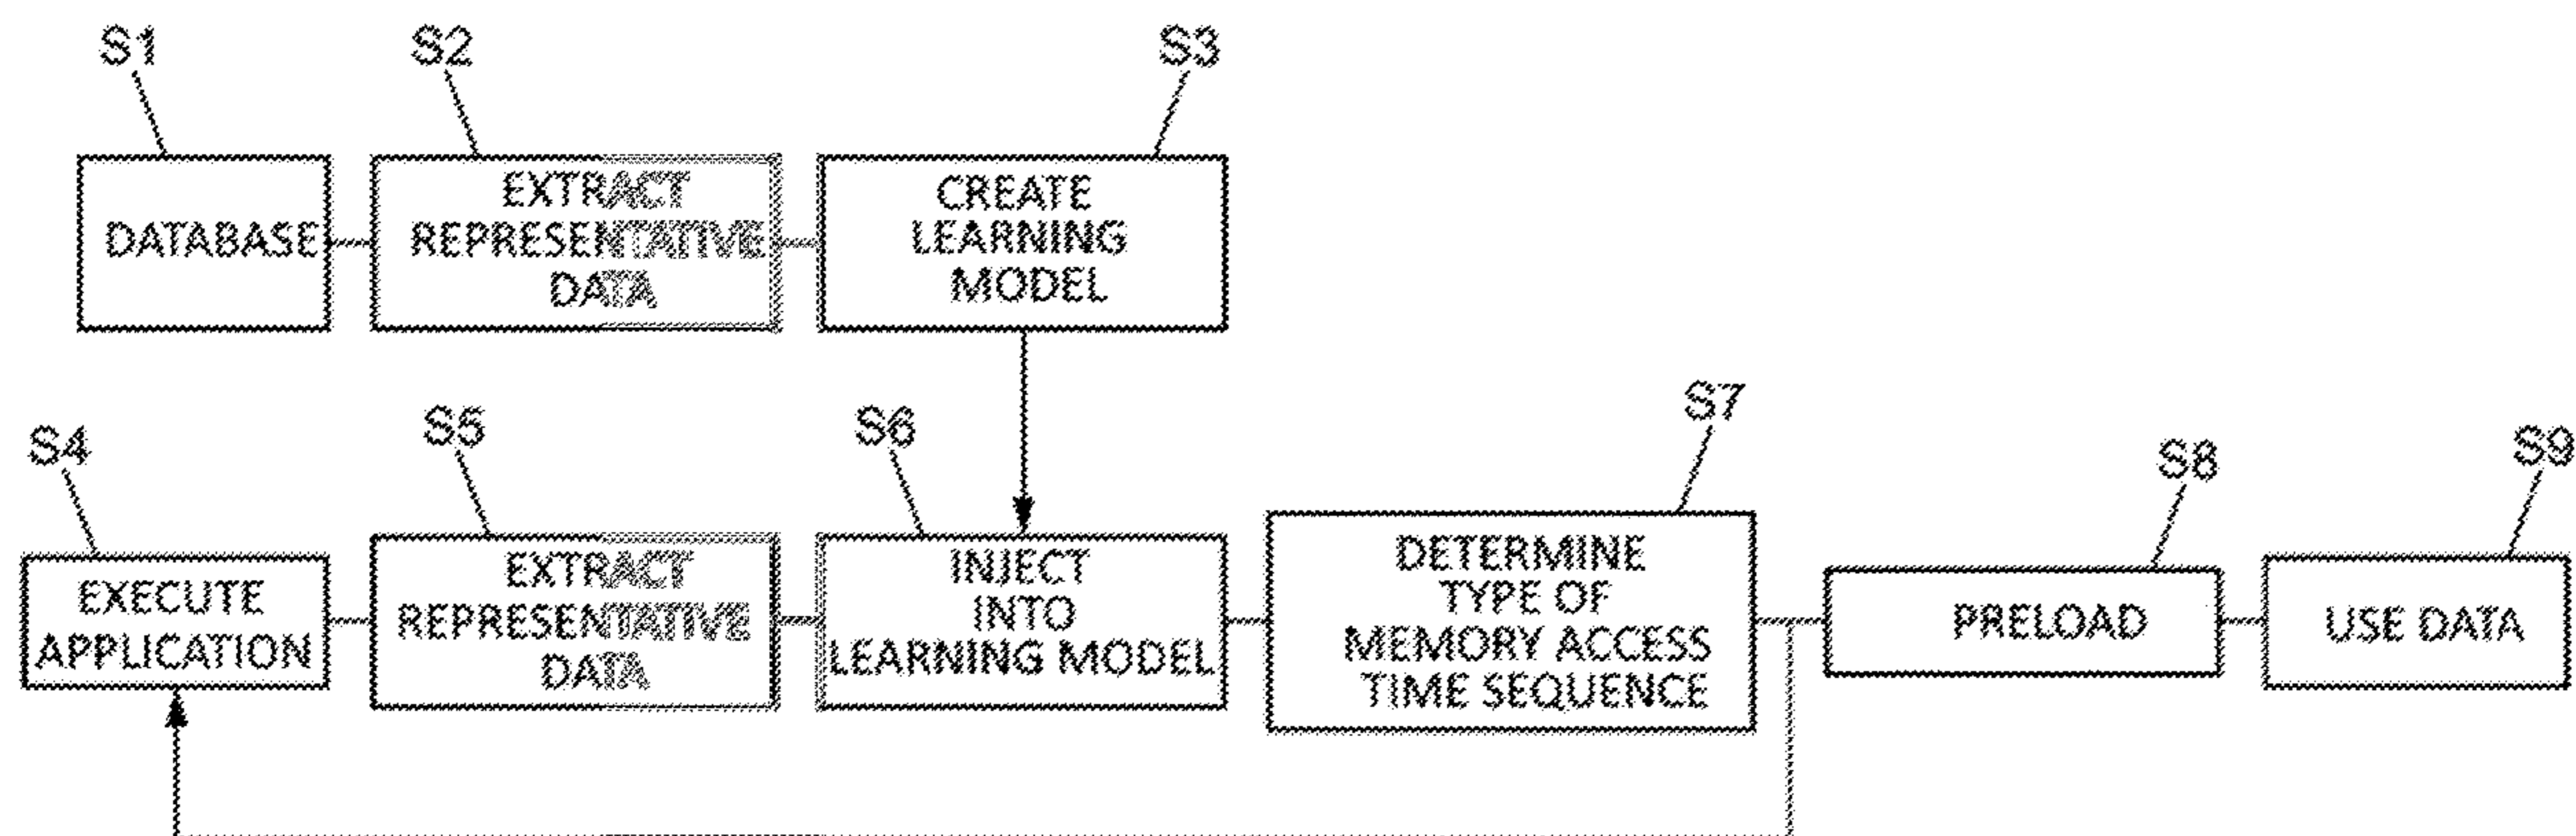 S1
S2
S3
DATABASE
EXTRACT
REPRESENTATIVE
DATA
CREATE
LEARNING
MODEL
S4
S5
S6
S7
S8
S9
EXECUTE
APPLICATION
EXTRACT
REPRESENTATIVE
DATA
INJECT
INTO
LEARNING MODEL
DETERMINE
TYPE OF
MEMORY ACCESS
TIME SEQUENCE
PRELOAD
USE DATA